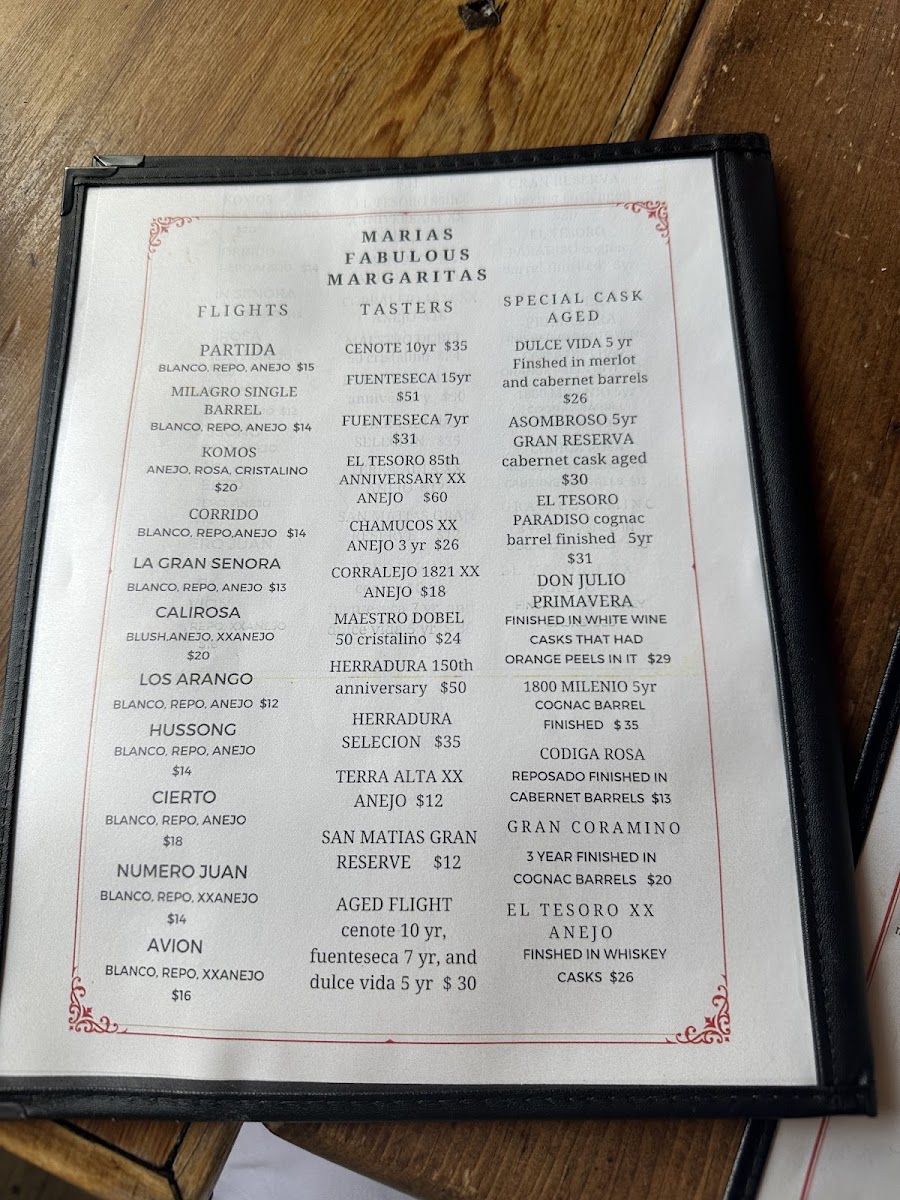 MARIAS
FABULOUS
MARGARITAS
FLIGHTS
PARTIDA
BLANCO, REPO, ANEJO $15
MILAGRO SINGLE
BARREL
BLANCO, REPO, ANEJO $14
KOMOS
ANEJO, ROSA, CRISTALINO
$20
CORRIDO
BLANCO, REPO,ANEJO $14
LA GRAN SENORA
BLANCO, REPO, ANEJO $13
CALIROSA
BLUSH,ANEJO, XXANEJO
$20
LOS ARANGO
BLANCO, REPO, ANEJO $12
HUSSONG
BLANCO, REPO, ANEJO
$14
CIERTO
BLANCO, REPO, ANEJO
$18
NUMERO JUAN
BLANCO, REPO, XXANEJO
$14
AVION
BLANCO, REPO, XXANEJO
$16
TASTERS
CENOTE 10yr $35
FUENTESECA 15yr
$51
FUENTESECA 7yr
$31
EL TESORO 85th
ANNIVERSARY XX
ANEJO $60
CHAMUCOS XX
ANEJO 3 yr $26
CORRALEJO 1821 XX
ANEJO $18
MAESTRO DOBEL
50 cristalino $24
HERRADURA 150th
anniversary $50
HERRADURA
SELECION $35
TERRA ALTA XX
ANEJO $12
SAN MATIAS GRAN
RESERVE $12
AGED FLIGHT
cenote 10 yr,
fuenteseca 7 yr, and
dulce vida 5 yr $ 30
SPECIAL CASK
AGED
DULCE VIDA 5 yr
Finshed in merlot
and cabernet barrels
$26
ASOMBROSO 5yr
GRAN RESERVA
cabernet cask aged
$30
EL TESORO
PARADISO cognac
barrel finished 5yr
$31
DON JULIO
PRIMAVERA
FINISHED IN WHITE WINE
CASKS THAT HAD
ORANGE PEELS IN IT $29
1800 MILENIO 5yr
COGNAC BARREL
FINISHED $ 35
CODIGA ROSA
REPOSADO FINISHED IN
CABERNET BARRELS $13
GRAN CORAMINO
3 YEAR FINISHED IN
COGNAC BARRELS $20
EL TESORO XX
ANEJO
FINSHED IN WHISKEY
CASKS $26